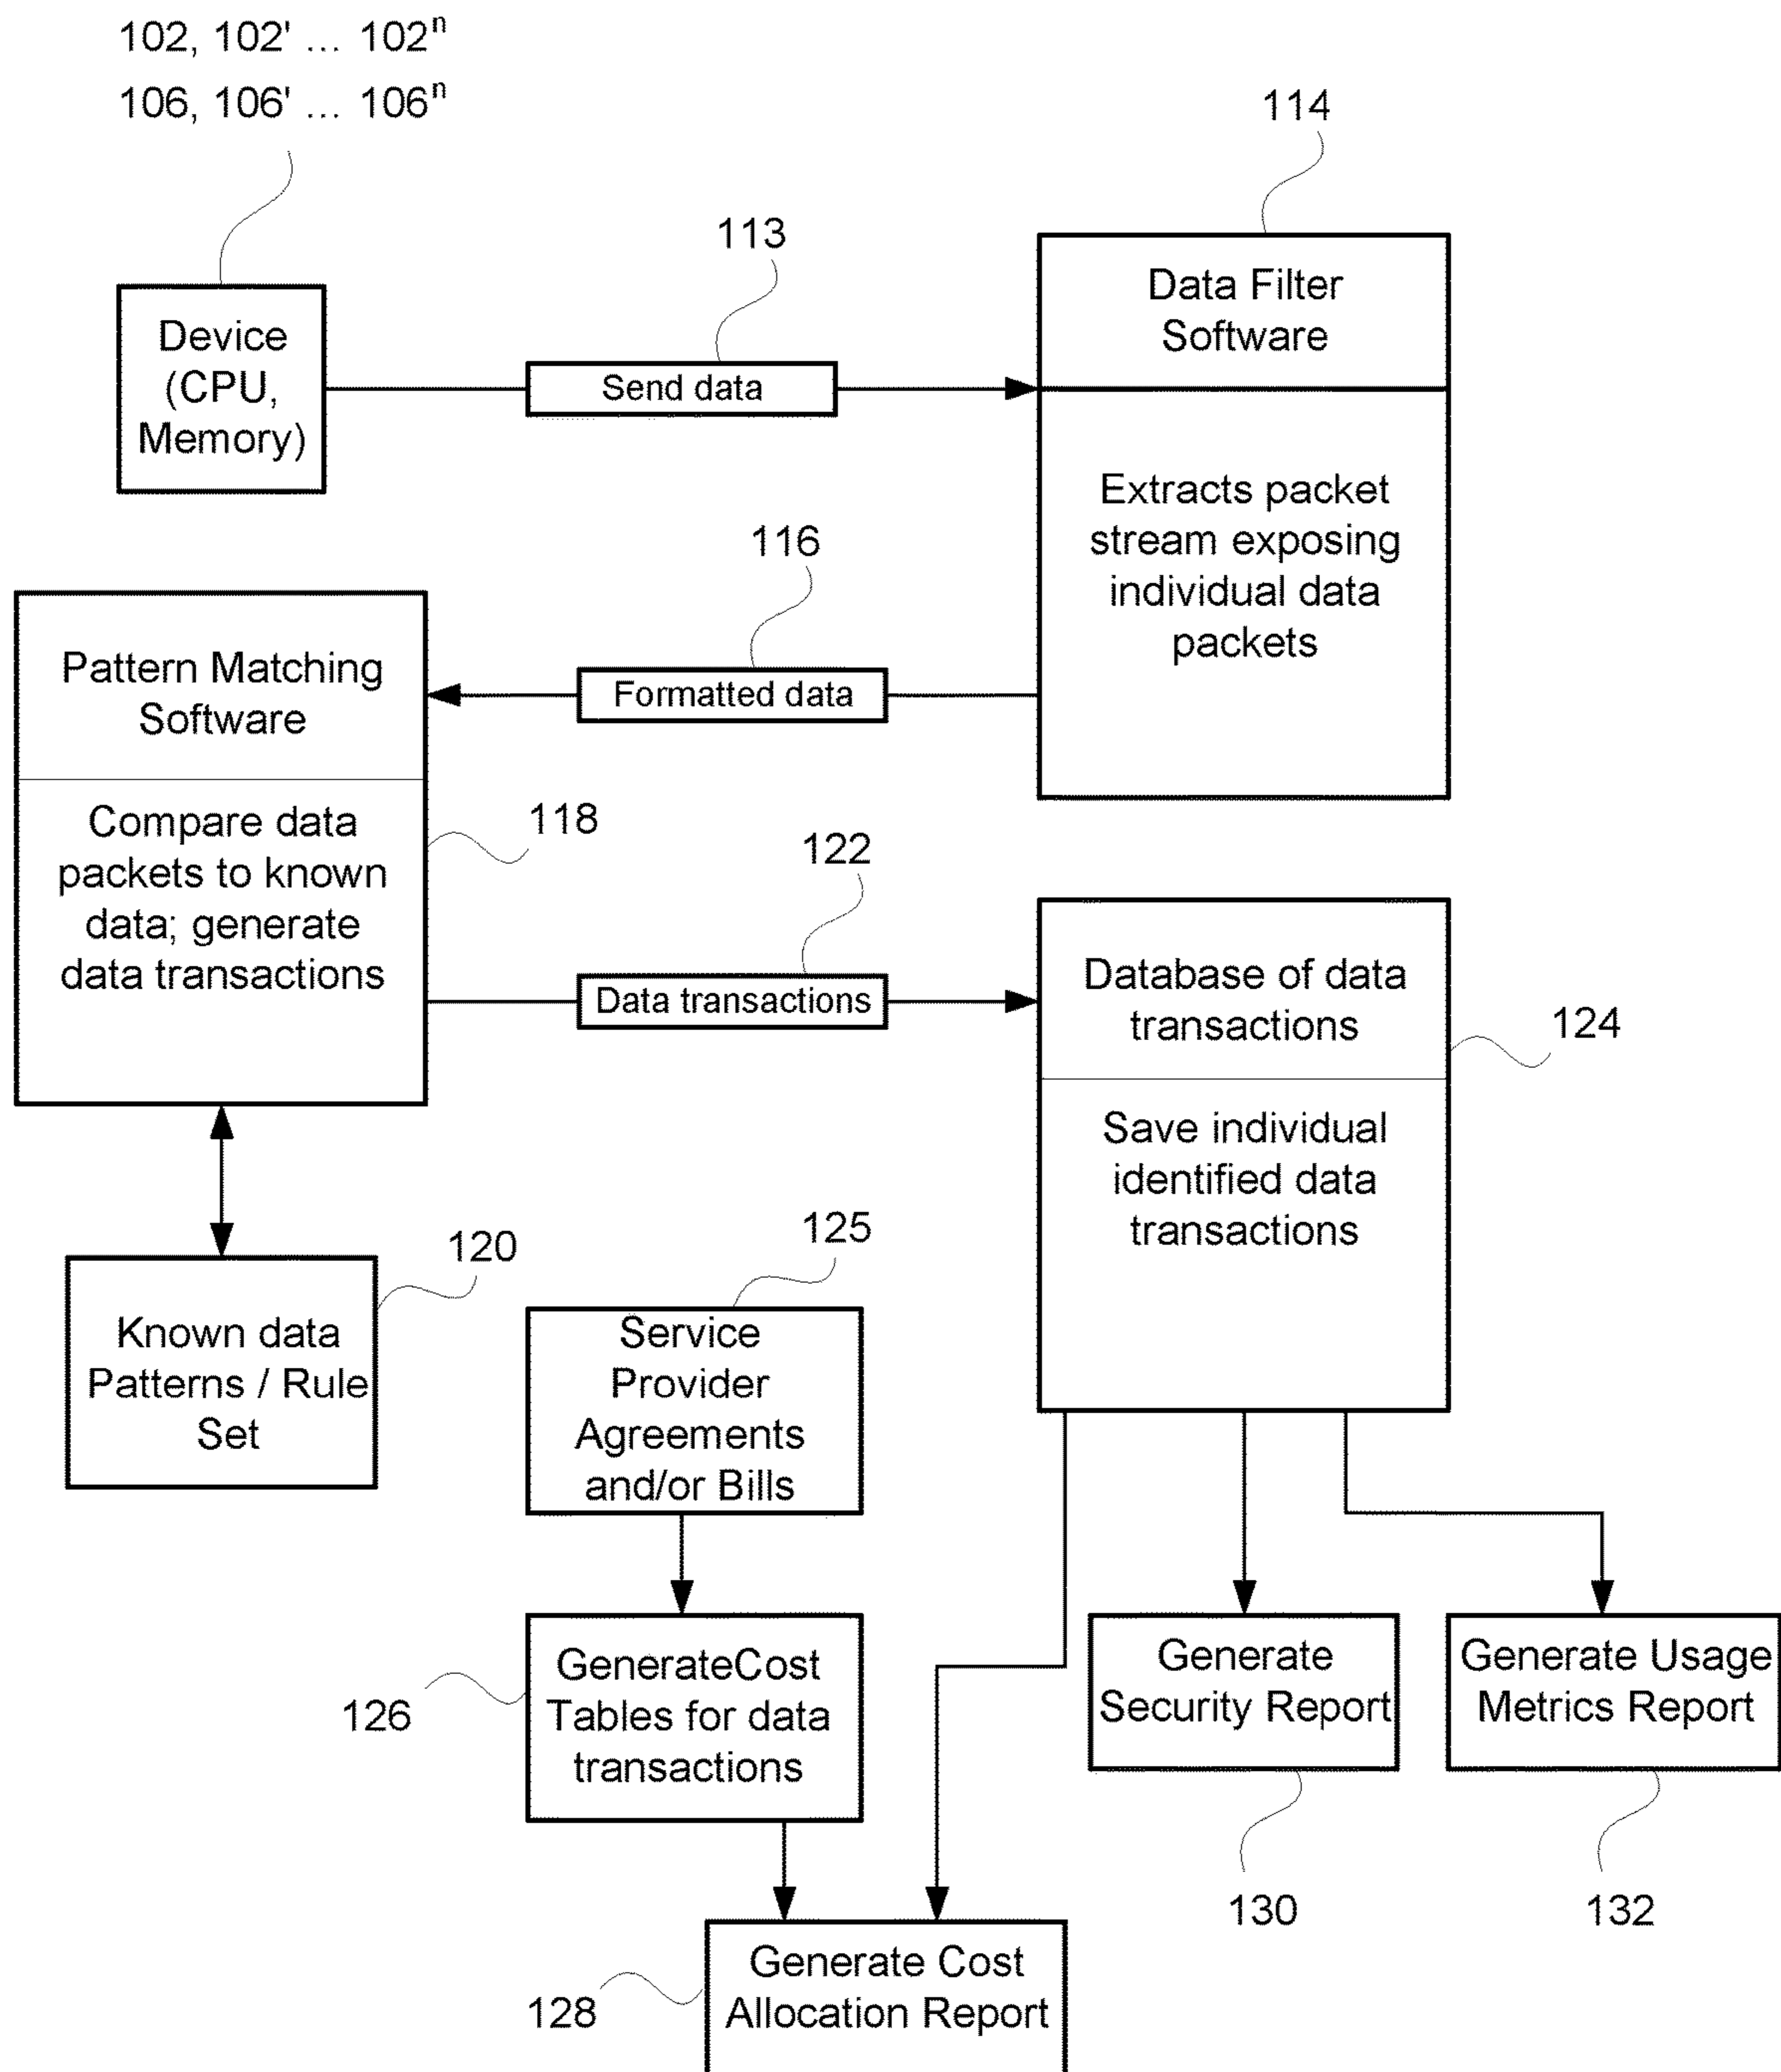 102, 102' ... 102ⁿ
106, 106' ... 106ⁿ
114
113
Device
(CPU,
Memory)
Send data
Data Filter
Software
Extracts packet
stream exposing
individual data
packets
116
Formatted data
Pattern Matching
Software
Compare data
packets to known
data; generate
data transactions
118
122
Data transactions
Database of data
transactions
124
Save individual
identified data
transactions
120
Known data
Patterns / Rule
Set
125
Service
Provider
Agreements
and/or Bills
126
GenerateCost
Tables for data
transactions
Generate
Security Report
Generate Usage
Metrics Report
130
132
128
Generate Cost
Allocation Report